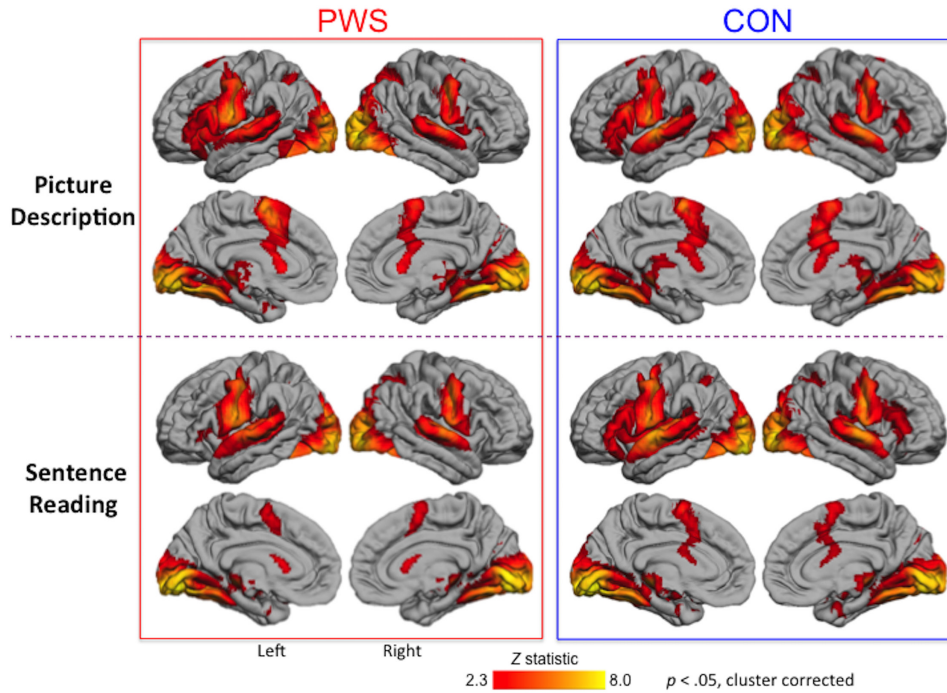 PWS
CON
Picture
Description
Sentence
Reading
Left
Right
Z statistic
2.3
8.0
p < .05, cluster corrected